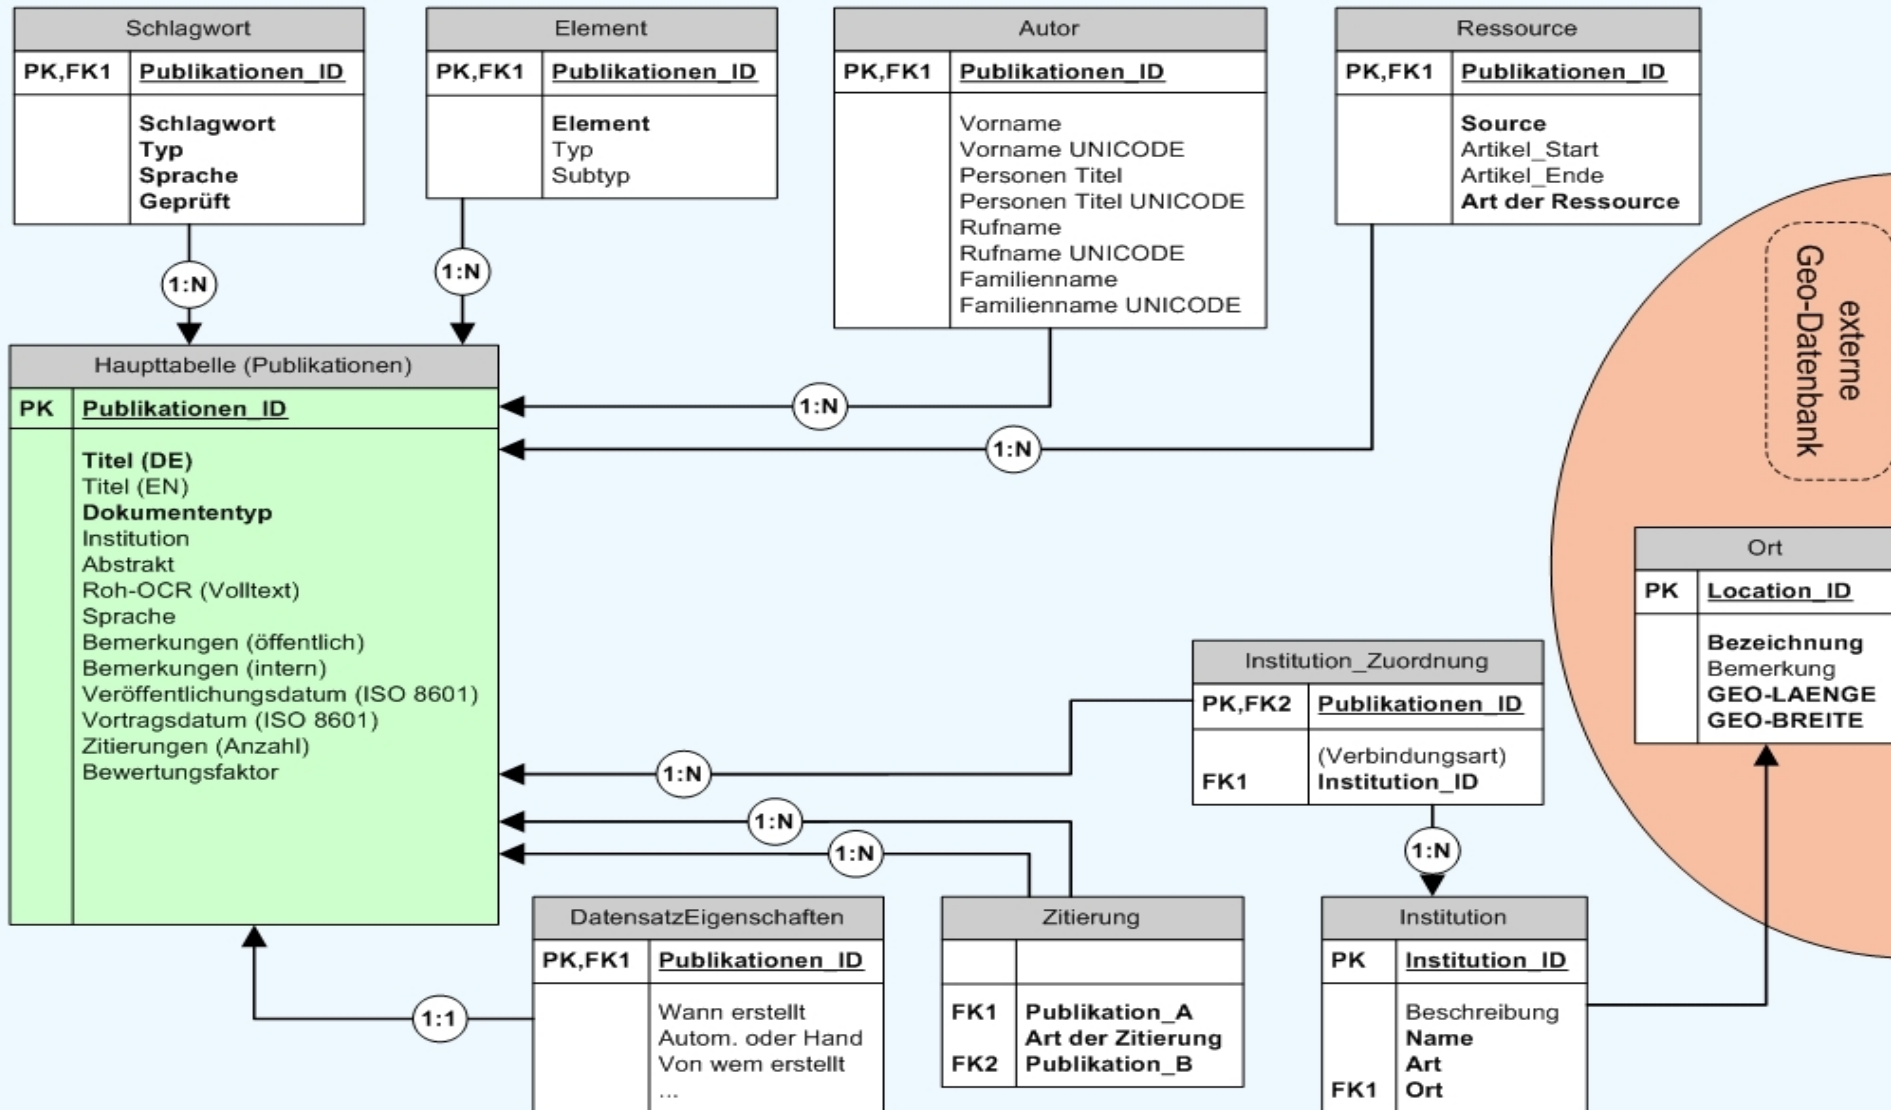 Schlagwort
PK,FK1 Publikationen_ID
Schlagwort
Typ
Sprache
Geprüft
Element
PK,FK1 Publikationen_ID
Element
Typ
Subtyp
Autor
PK,FK1 Publikationen_ID
Vorname
Vorname UNICODE
Personen Titel
Personen Titel UNICODE
Rufname
Rufname UNICODE
Familienname
Familienname UNICODE
Ressource
PK,FK1 Publikationen_ID
Source
Artikel_Start
Artikel_Ende
Art der Ressource
1:N
1:N
1:N
1:N
externe
Geo-Datenbank
Haupttabelle (Publikationen)
PK Publikationen_ID
Titel (DE)
Titel (EN)
Dokumententyp
Institution
Abstrakt
Roh-OCR (Volltext)
Sprache
Bemerkungen (öffentlich)
Bemerkungen (intern)
Veröffentlichungsdatum (ISO 8601)
Vortragsdatum (ISO 8601)
Zitierungen (Anzahl)
Bewertungsfaktor
Ort
PK Location_ID
Bezeichnung
Bemerkung
GEO-LAENGE
GEO-BREITE
Institution_Zuordnung
PK,FK2 Publikationen_ID
(Verbindungsart)
FK1 Institution_ID
1:N
1:N
1:N
1:N
DatensatzEigenschaften
PK,FK1 Publikationen_ID
Wann erstellt
Autom. oder Hand
Von wem erstellt
...
1:1
Zitierung
FK1 Publikation_A
Art der Zitierung
FK2 Publikation_B
Institution
PK Institution_ID
Beschreibung
Name
Art
FK1 Ort